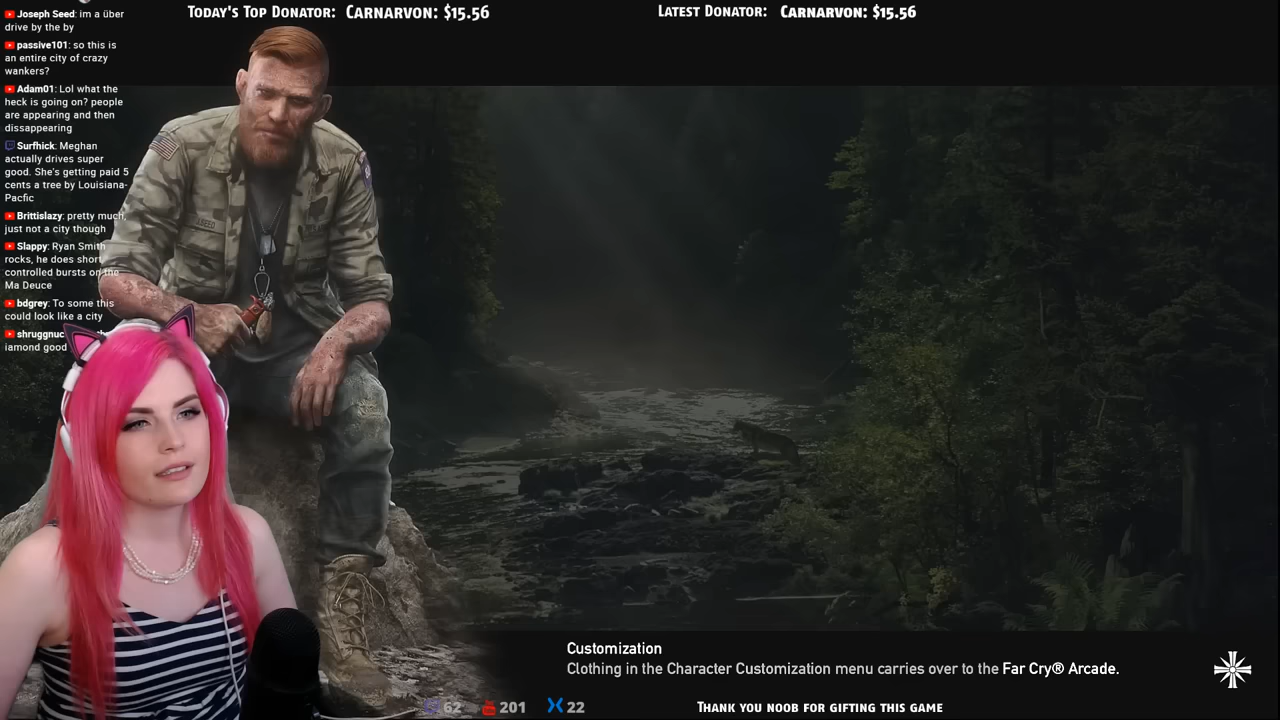 Today's Top Donator: Carnarvon: $15.56
Latest Donator: Carnarvon: $15.56
Joseph Seed: im a über
drive by the by
passive101: so this is
an entire city of crazy
wankers?
Adam01: Lol what the
heck is going on? people
are appearing and then
dissappearing
Surfhick: Meghan
actually drives super
good. She's getting paid 5
cents a tree by Louisiana-
Pacfic
Brittislazy: pretty much,
just not a city though
Slappy: Ryan Smith
rocks, he does short
controlled bursts on the
Ma Deuce
bdgrey: To some this
could look like a city
iamond good
Customization
Clothing in the Character Customization menu carries over to the Far Cry® Arcade.
62 201 22
Thank you noob for gifting this game